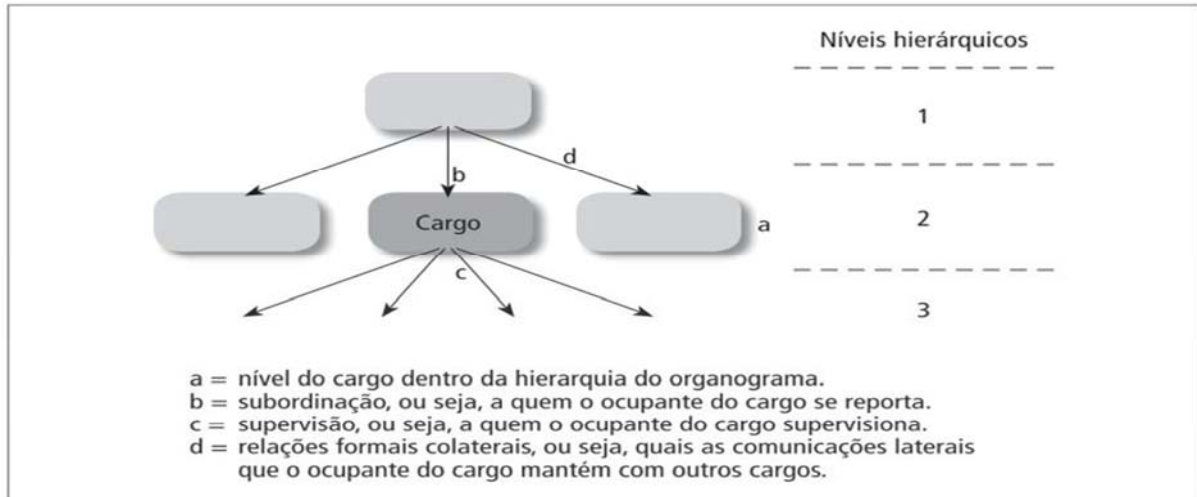 Níveis hierárquicos
1
d
b
Cargo
a
2
c
3
a = nível do cargo dentro da hierarquia do organograma.
b = subordinação, ou seja, a quem o ocupante do cargo se reporta.
c = supervisão, ou seja, a quem o ocupante do cargo supervisiona.
d = relações formais colaterais, ou seja, quais as comunicações laterais
que o ocupante do cargo mantém com outros cargos.